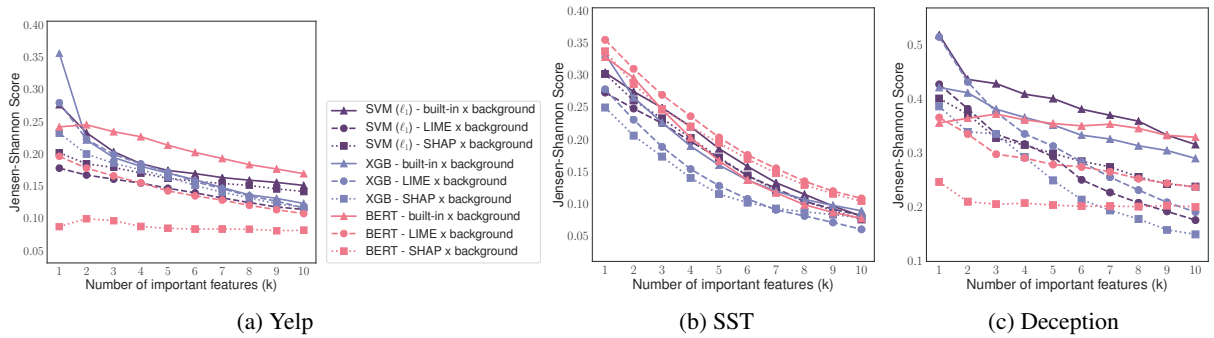 0.40
0.35
0.30
0.25
0.20
0.15
0.10
0.05
Jensen-Shannon Score
1 2 3 4 5 6 7 8 9 10
Number of important features (k)
(a) Yelp
SVM (ℓ₁) - built-in x background
SVM (ℓ₁) - LIME x background
SVM (ℓ₁) - SHAP x background
XGB - built-in x background
XGB - LIME x background
XGB - SHAP x background
BERT - built-in x background
BERT - LIME x background
BERT - SHAP x background
0.40
0.35
0.30
0.25
0.20
0.15
0.10
0.05
Jensen-Shannon Score
1 2 3 4 5 6 7 8 9 10
Number of important features (k)
(b) SST
0.5
0.4
0.3
0.2
0.1
Jensen-Shannon Score
1 2 3 4 5 6 7 8 9 10
Number of important features (k)
(c) Deception